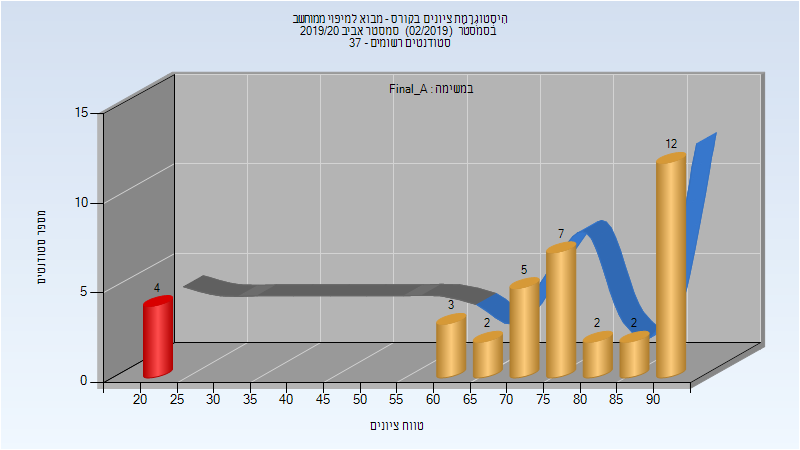 היסטוגרמת ציונים בקורס - מבוא למיפוי ממוחשב
בסמסטר (02/2019) סמסטר אביב 2019/20
סטודנטים רשומים - 37
במשימה : Final_A
15
10
5
0
מספר סטודנטים
4
3
2
5
7
2
2
12
20 25 30 35 40 45 50 55 60 65 70 75 80 85 90
טווח ציונים